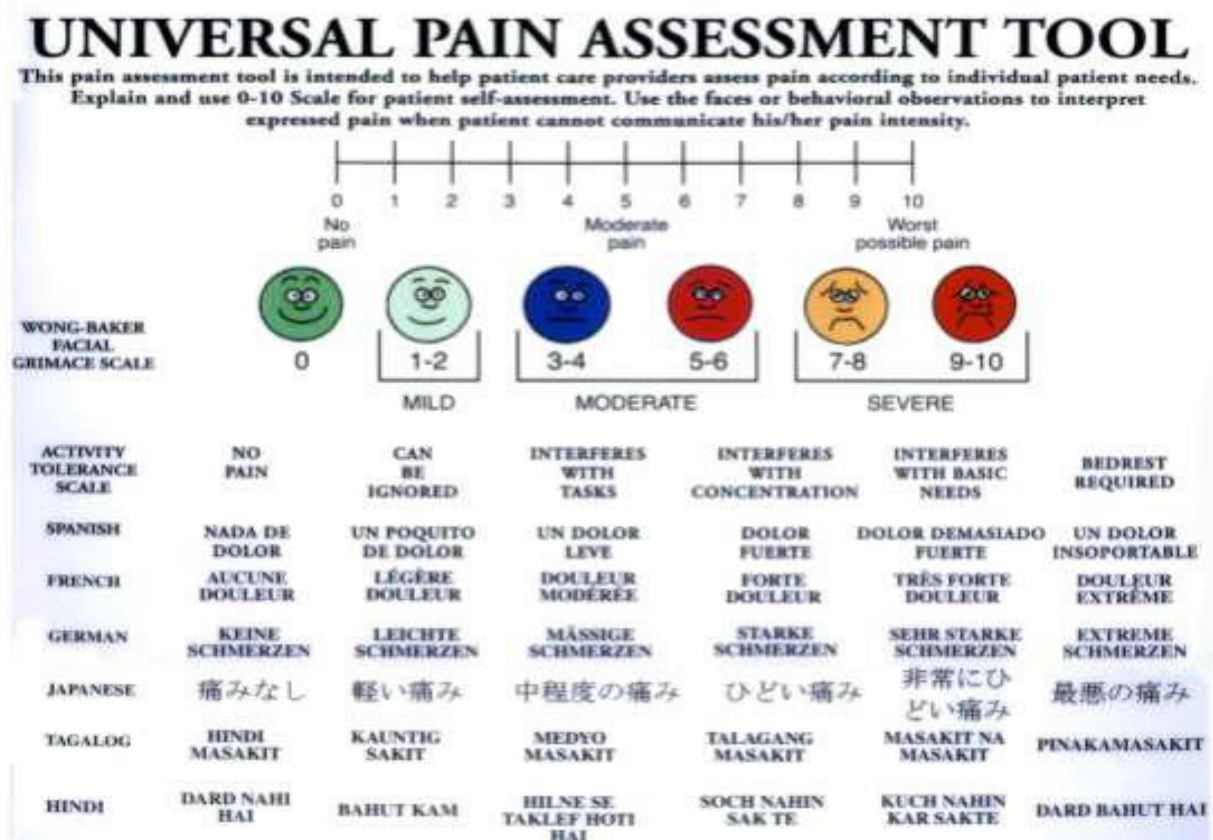 UNIVERSAL PAIN ASSESSMENT TOOL
This pain assessment tool is intended to help patient care providers assess pain according to individual patient needs.
Explain and use 0-10 Scale for patient self-assessment. Use the faces or behavioral observations to interpret
expressed pain when patient cannot communicate his/her pain intensity.
0 1 2 3 4 5 6 7 8 9 10
No Moderate Worst
pain pain possible pain
WONG-BAKER
FACIAL
GRIMACE SCALE
0 1-2 3-4 5-6 7-8 9-10
MILD MODERATE SEVERE
ACTIVITY
TOLERANCE
SCALE
NO
PAIN
CAN
BE
IGNORED
INTERFERES
WITH
TASKS
INTERFERES
WITH
CONCENTRATION
INTERFERES
WITH BASIC
NEEDS
BEDREST
REQUIRED
SPANISH
NADA DE
DOLOR
UN POQUITO
DE DOLOR
UN DOLOR
LEVE
DOLOR
FUERTE
DOLOR DEMASIADO
FUERTE
UN DOLOR
INSOPORTABLE
FRENCH
AUCUNE
DOULEUR
LÉGÈRE
DOULEUR
DOULEUR
MODÉRÉE
FORTE
DOULEUR
TRÈS FORTE
DOULEUR
DOULEUR
EXTRÊME
GERMAN
KEINE
SCHMERZEN
LEICHTE
SCHMERZEN
MÄSSIGE
SCHMERZEN
STARKE
SCHMERZEN
SEHR STARKE
SCHMERZEN
EXTREME
SCHMERZEN
JAPANESE
痛みなし
軽い痛み
中程度の痛み
ひどい痛み
非常にひ
どい痛み
最悪の痛み
TAGALOG
HINDI
MASAKIT
KAUNTIG
SAKIT
MEDYO
MASAKIT
TALAGANG
MASAKIT
MASAKIT NA
MASAKIT
PINAKAMASAKIT
HINDI
DARD NAHI
HAI
BAHUT KAM
HILNE SE
TAKLEF HOTI
HAI
SOCH NAHIN
SAK TE
KUCH NAHIN
KAR SAKTE
DARD BAHUT HAI